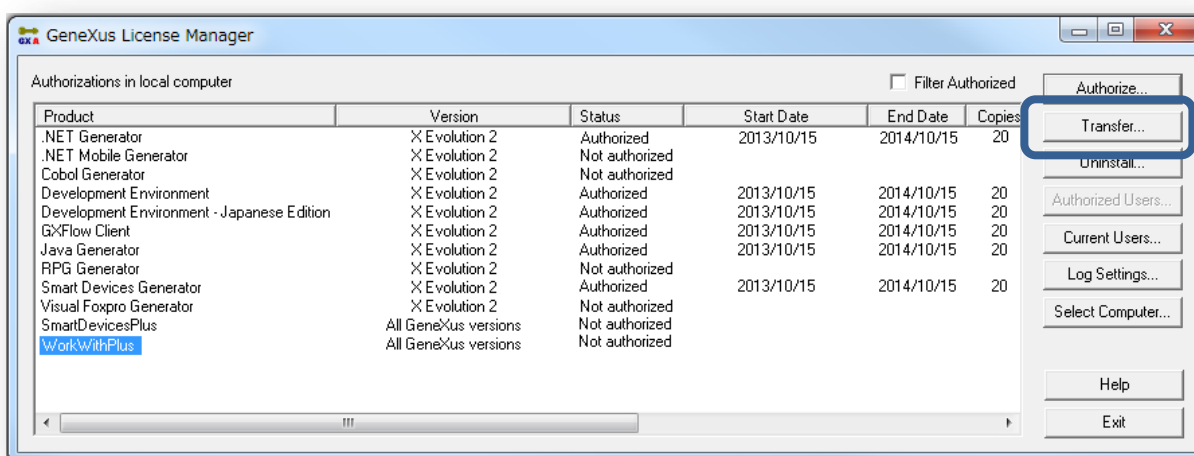 GeneXus License Manager
Authorizations in local computer
Filter Authorized
Product Version Status Start Date End Date Copies
.NET Generator X Evolution 2 Authorized 2013/10/15 2014/10/15 20
.NET Mobile Generator X Evolution 2 Not authorized
Cobol Generator X Evolution 2 Not authorized
Development Environment X Evolution 2 Authorized 2013/10/15 2014/10/15 20
Development Environment - Japanese Edition X Evolution 2 Authorized 2013/10/15 2014/10/15 20
GXFlow Client X Evolution 2 Authorized 2013/10/15 2014/10/15 20
Java Generator X Evolution 2 Authorized 2013/10/15 2014/10/15 20
RPG Generator X Evolution 2 Not authorized
Smart Devices Generator X Evolution 2 Authorized 2013/10/15 2014/10/15 20
Visual Foxpro Generator X Evolution 2 Not authorized
SmartDevicesPlus All GeneXus versions Not authorized
WorkWithPlus All GeneXus versions Not authorized
Authorize...
Transfer...
Uninstall...
Authorized Users...
Current Users...
Log Settings...
Select Computer...
Help
Exit